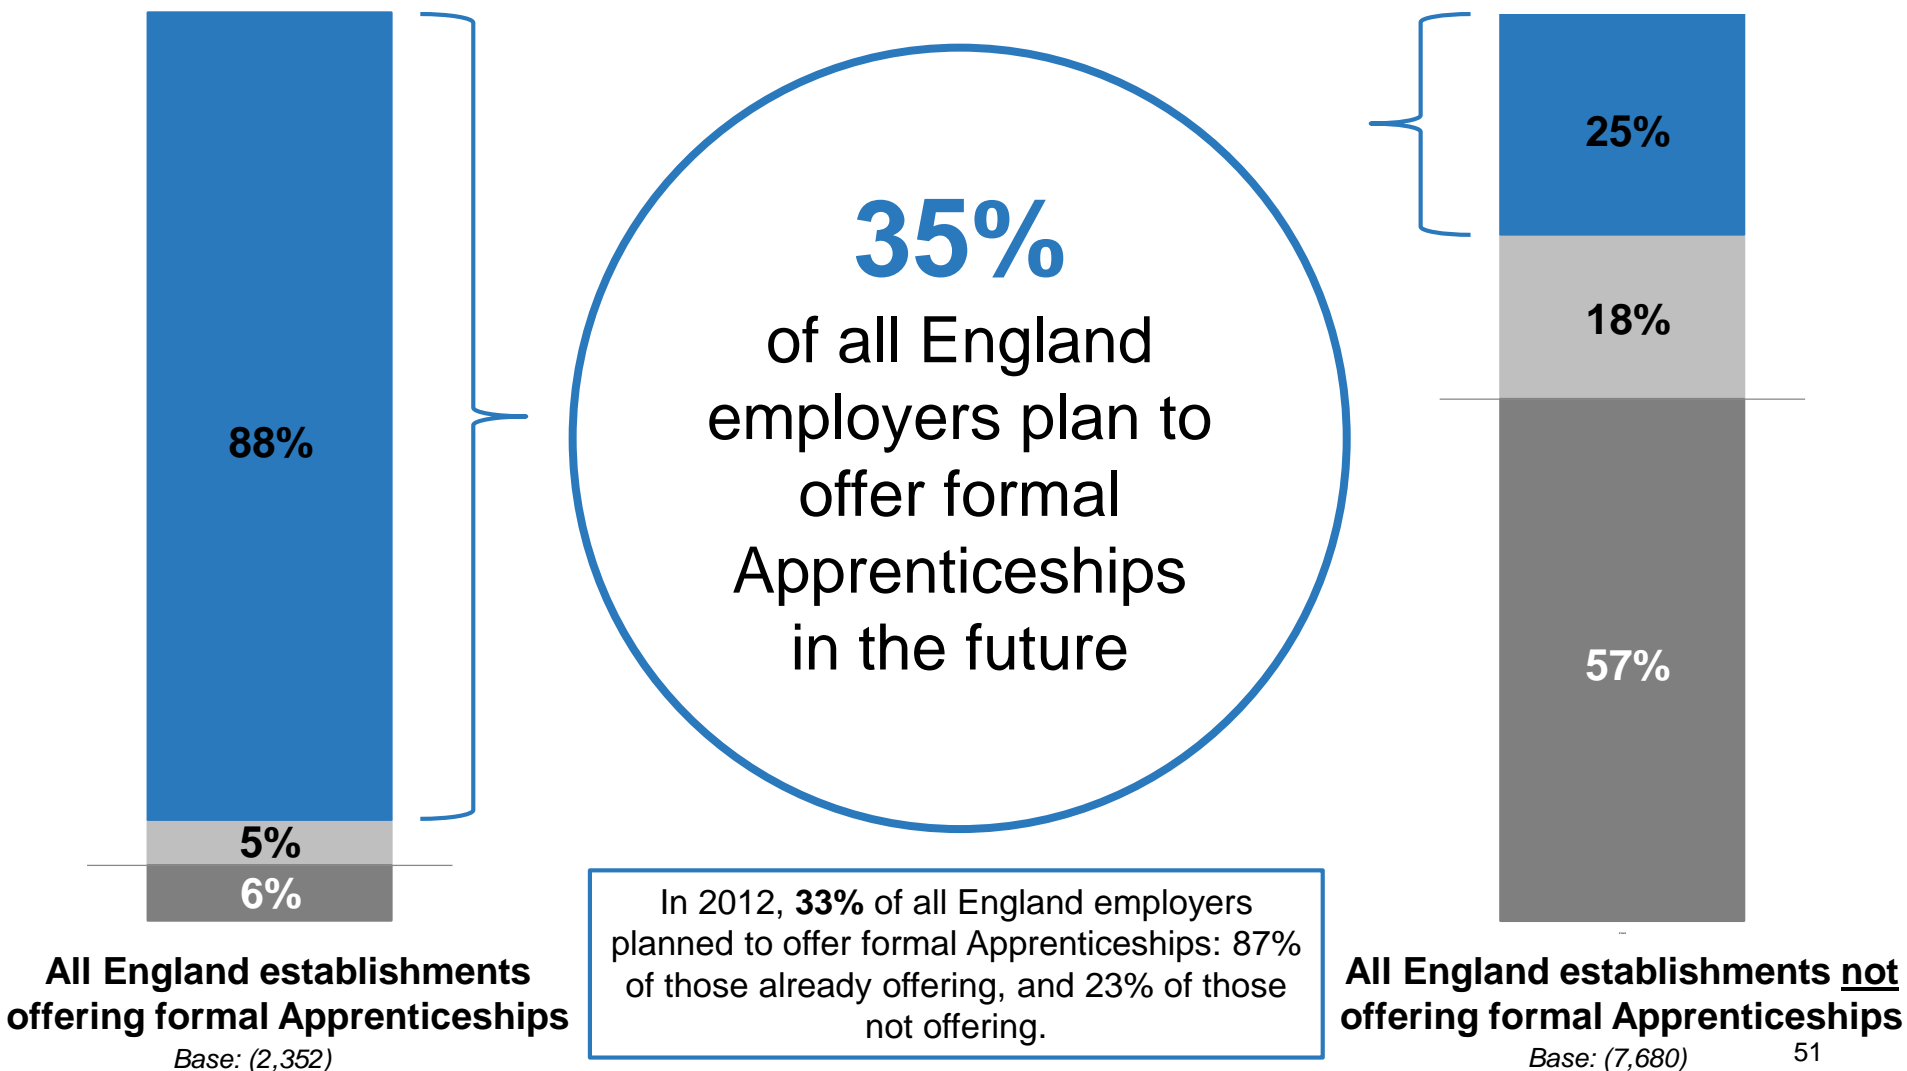 88%
5%
6%
All England establishments
offering formal Apprenticeships
Base: (2,352)
35%
of all England
employers plan to
offer formal
Apprenticeships
in the future
In 2012, 33% of all England employers
planned to offer formal Apprenticeships: 87%
of those already offering, and 23% of those
not offering.
25%
18%
57%
All England establishments not
offering formal Apprenticeships
Base: (7,680)
51